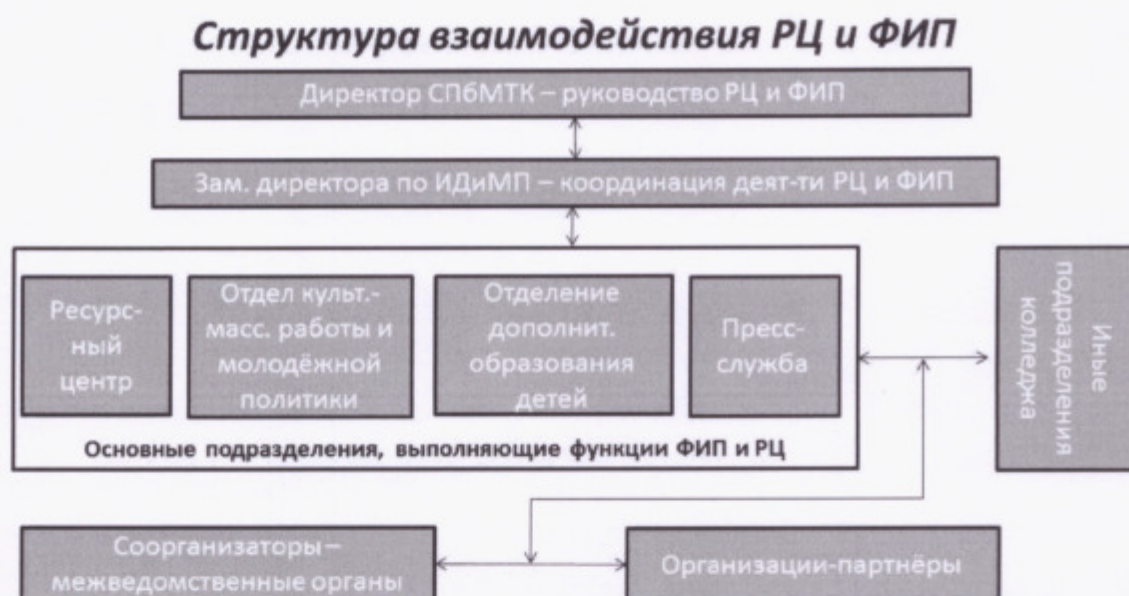 Структура взаимодействия РЦ и ФИП
Директор СПбМТК – руководство РЦ и ФИП
Зам. директора по ИДиМП – координация деят-ти РЦ и ФИП
Ресурс-
ный
центр
Отдел культ.-
масс. работы и
молодёжной
политики
Отделение
дополнит.
образования
детей
Пресс-
служба
Иные
подразделения
колледжа
Основные подразделения, выполняющие функции ФИП и РЦ
Соорганизаторы –
межведомственные органы
Организации-партнёры